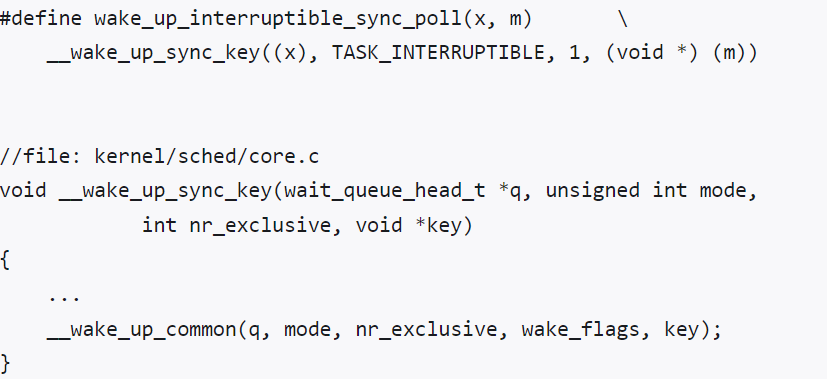 #define wake_up_interruptible_sync_poll(x, m)       \
    __wake_up_sync_key((x), TASK_INTERRUPTIBLE, 1, (void *) (m))
//file: kernel/sched/core.c
void __wake_up_sync_key(wait_queue_head_t *q, unsigned int mode,
            int nr_exclusive, void *key)
{
    ...
    __wake_up_common(q, mode, nr_exclusive, wake_flags, key);
}